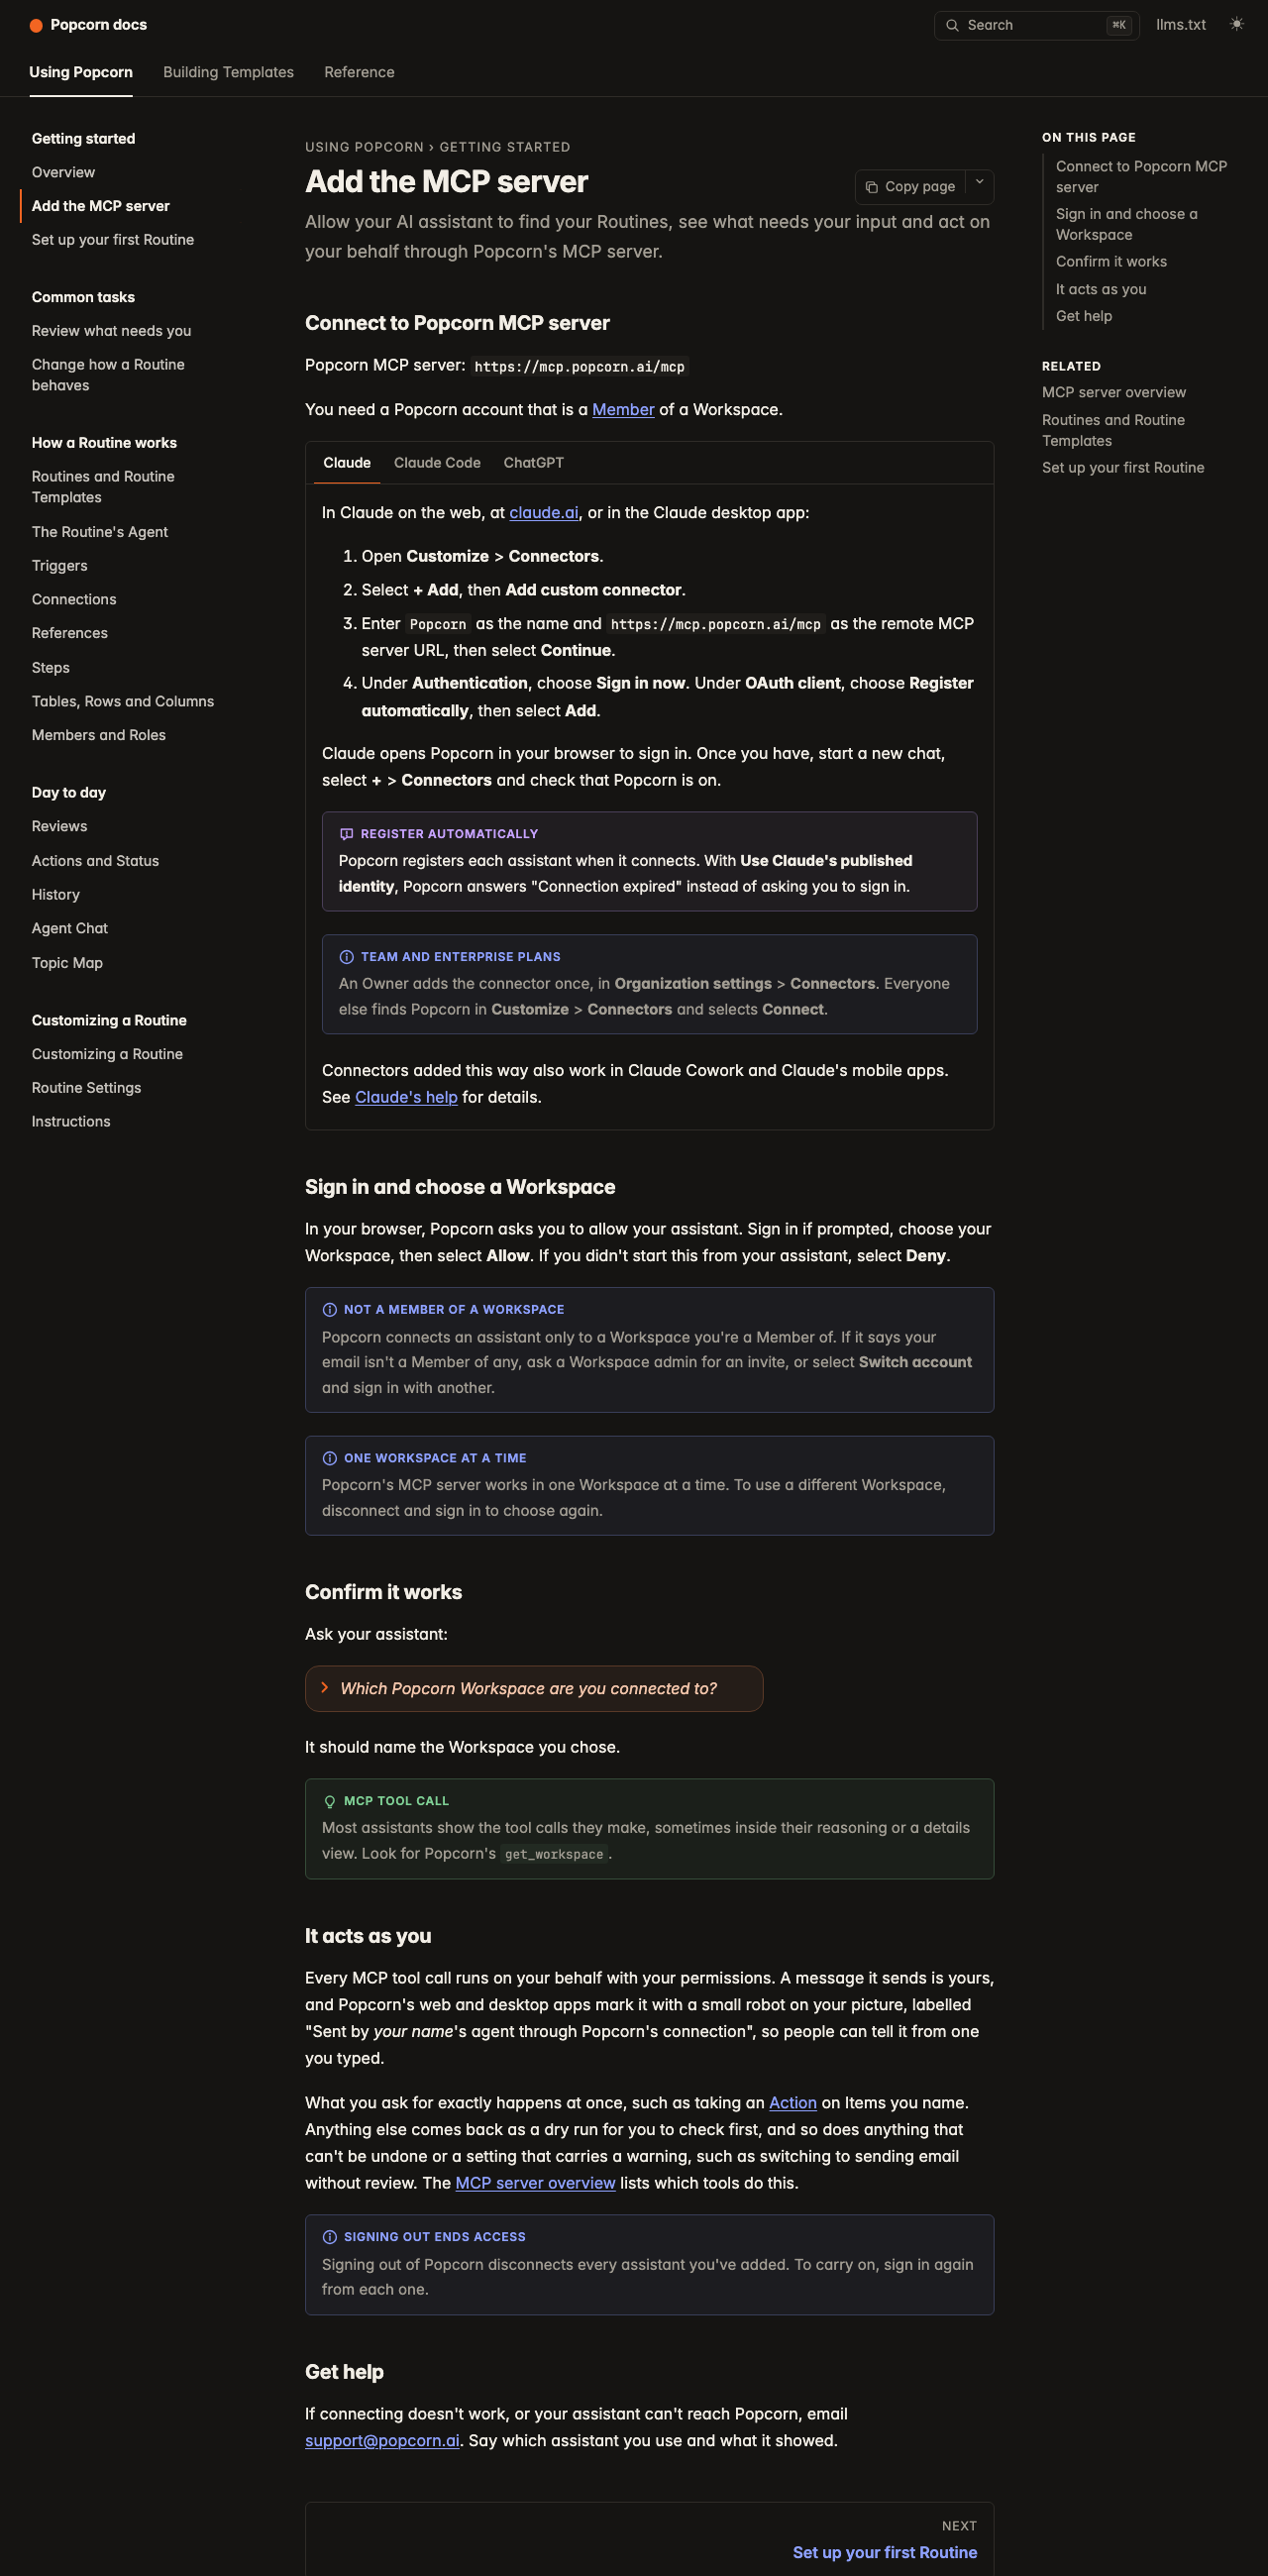 Popcorn docs
Search
⌘K
llms.txt
Using Popcorn
Building Templates
Reference
Getting started
Overview
Add the MCP server
Set up your first Routine
Common tasks
Review what needs you
Change how a Routine
behaves
How a Routine works
Routines and Routine
Templates
The Routine's Agent
Triggers
Connections
References
Steps
Tables, Rows and Columns
Members and Roles
Day to day
Reviews
Actions and Status
History
Agent Chat
Topic Map
Customizing a Routine
Customizing a Routine
Routine Settings
Instructions
USING POPCORN › GETTING STARTED
Add the MCP server
Copy page
Allow your AI assistant to find your Routines, see what needs your input and act on
your behalf through Popcorn's MCP server.
Connect to Popcorn MCP server
Popcorn MCP server: https://mcp.popcorn.ai/mcp
You need a Popcorn account that is a Member of a Workspace.
Claude
Claude Code
ChatGPT
In Claude on the web, at claude.ai, or in the Claude desktop app:
1. Open Customize > Connectors.
2. Select + Add, then Add custom connector.
3. Enter Popcorn as the name and https://mcp.popcorn.ai/mcp as the remote MCP
server URL, then select Continue.
4. Under Authentication, choose Sign in now. Under OAuth client, choose Register
automatically, then select Add.
Claude opens Popcorn in your browser to sign in. Once you have, start a new chat,
select + > Connectors and check that Popcorn is on.
REGISTER AUTOMATICALLY
Popcorn registers each assistant when it connects. With Use Claude's published
identity, Popcorn answers "Connection expired" instead of asking you to sign in.
TEAM AND ENTERPRISE PLANS
An Owner adds the connector once, in Organization settings > Connectors. Everyone
else finds Popcorn in Customize > Connectors and selects Connect.
Connectors added this way also work in Claude Cowork and Claude's mobile apps.
See Claude's help for details.
Sign in and choose a Workspace
In your browser, Popcorn asks you to allow your assistant. Sign in if prompted, choose your
Workspace, then select Allow. If you didn't start this from your assistant, select Deny.
NOT A MEMBER OF A WORKSPACE
Popcorn connects an assistant only to a Workspace you're a Member of. If it says your
email isn't a Member of any, ask a Workspace admin for an invite, or select Switch account
and sign in with another.
ONE WORKSPACE AT A TIME
Popcorn's MCP server works in one Workspace at a time. To use a different Workspace,
disconnect and sign in to choose again.
Confirm it works
Ask your assistant:
Which Popcorn Workspace are you connected to?
It should name the Workspace you chose.
MCP TOOL CALL
Most assistants show the tool calls they make, sometimes inside their reasoning or a details
view. Look for Popcorn's get_workspace.
It acts as you
Every MCP tool call runs on your behalf with your permissions. A message it sends is yours,
and Popcorn's web and desktop apps mark it with a small robot on your picture, labelled
"Sent by your name's agent through Popcorn's connection", so people can tell it from one
you typed.
What you ask for exactly happens at once, such as taking an Action on Items you name.
Anything else comes back as a dry run for you to check first, and so does anything that
can't be undone or a setting that carries a warning, such as switching to sending email
without review. The MCP server overview lists which tools do this.
SIGNING OUT ENDS ACCESS
Signing out of Popcorn disconnects every assistant you've added. To carry on, sign in again
from each one.
Get help
If connecting doesn't work, or your assistant can't reach Popcorn, email
support@popcorn.ai. Say which assistant you use and what it showed.
NEXT
Set up your first Routine
ON THIS PAGE
Connect to Popcorn MCP
server
Sign in and choose a
Workspace
Confirm it works
It acts as you
Get help
RELATED
MCP server overview
Routines and Routine
Templates
Set up your first Routine